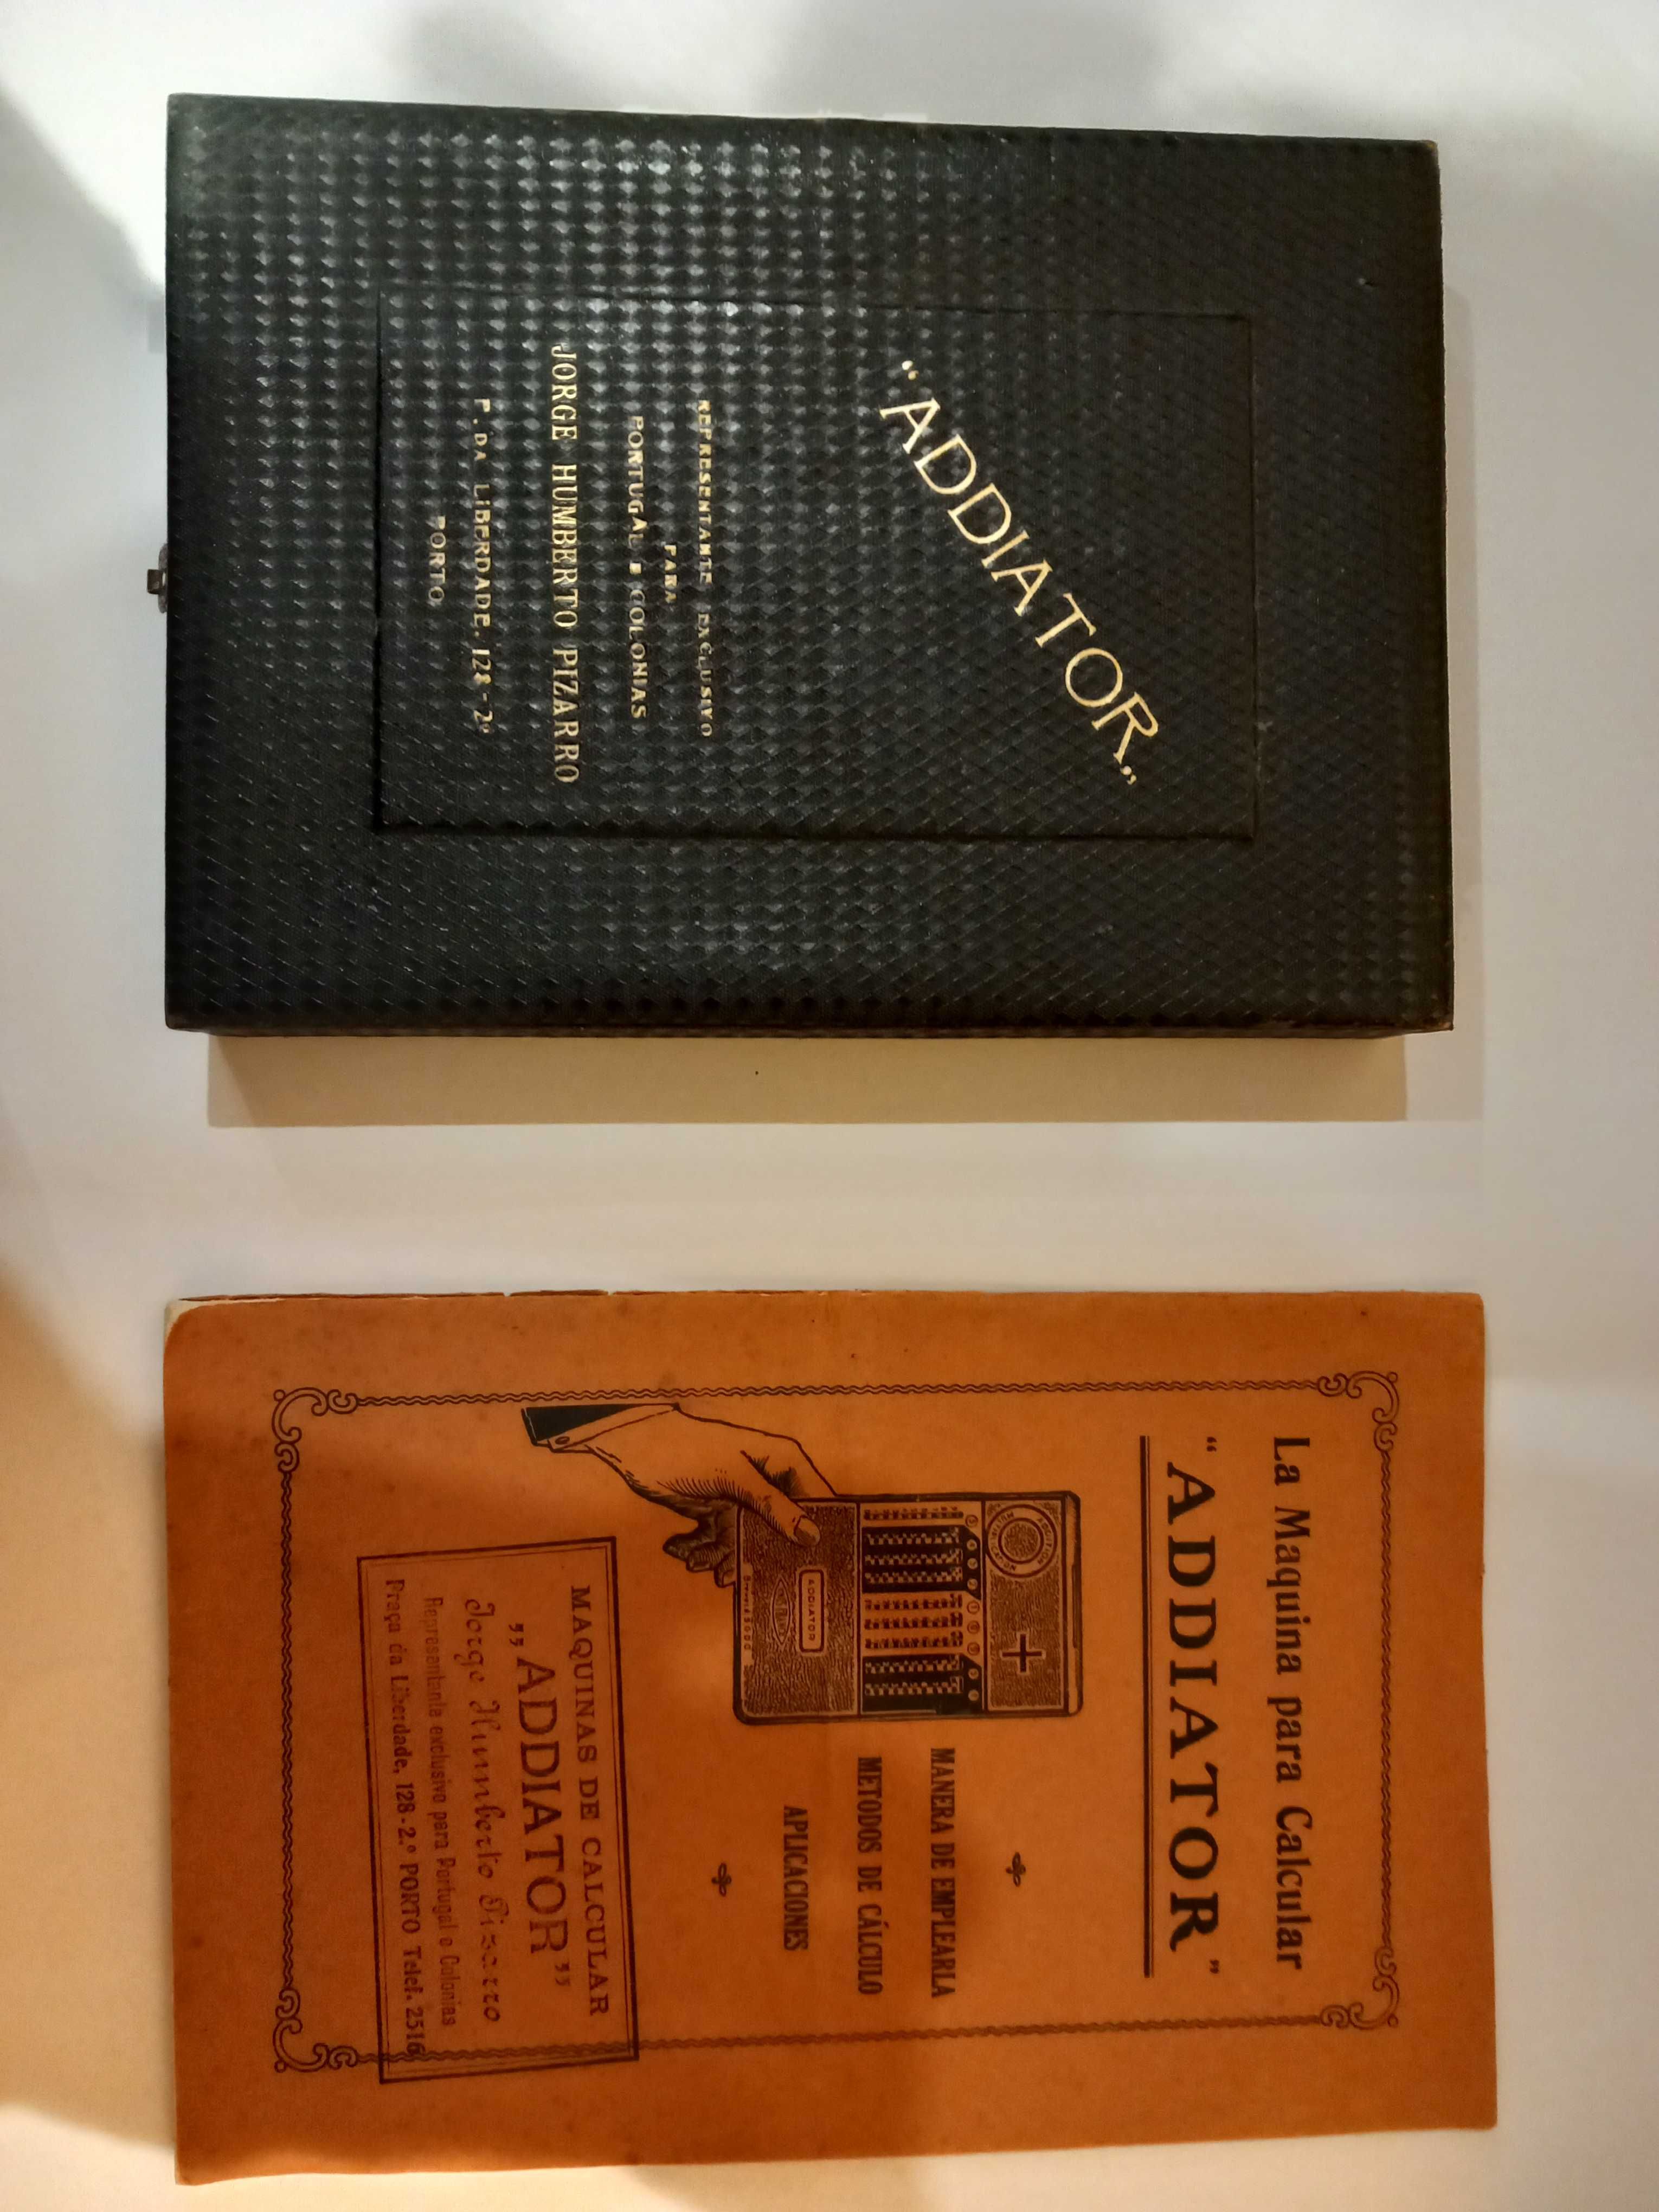 "ADDIATOR"
REPRESENTANTE EXCLUSIVO
PARA
PORTUGAL E COLONIAS
JORGE HUMBERTO PIZARRO
P. DA LIBERDADE. 128-2º
PORTO
La Maquina para Calcular
"ADDIATOR"
MANERA DE EMPLEARLA
METODOS DE CÁLCULO
APLICACIONES
ADDIATOR
MAQUINAS DE CALCULAR
"ADDIATOR"
Jorge Humberto Pizarro
Representante exclusivo para Portugal e Colonias
Praça da Liberdade, 128-2.º PORTO Telef. 2516